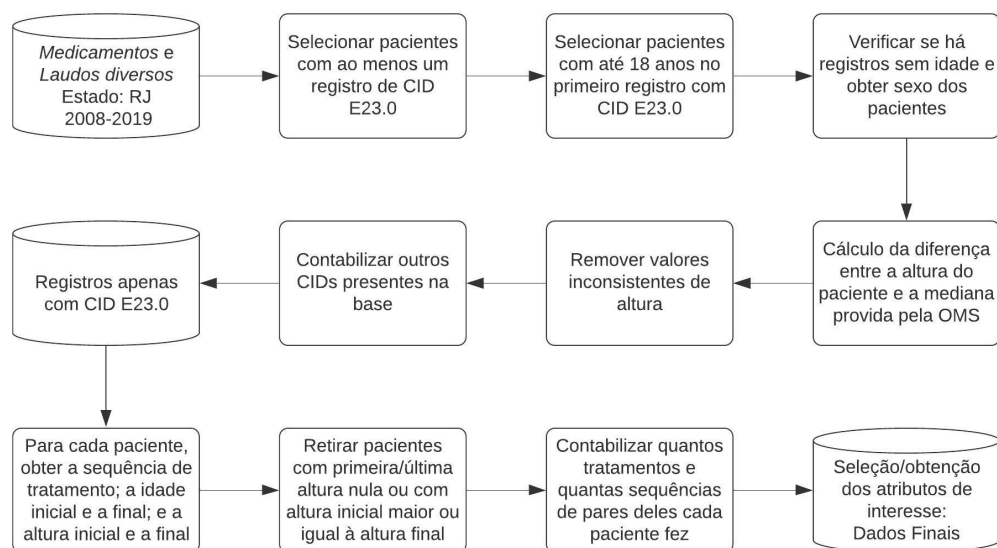 Medicamentos e
Laudos diversos
Estado: RJ
2008-2019
Selecionar pacientes
com ao menos um
registro de CID
E23.0
Selecionar pacientes
com até 18 anos no
primeiro registro com
CID E23.0
Verificar se há
registros sem idade e
obter sexo dos
pacientes
Cálculo da diferença
entre a altura do
paciente e a mediana
provida pela OMS
Remover valores
inconsistentes de
altura
Contabilizar outros
CIDs presentes na
base
Registros apenas
com CID E23.0
Para cada paciente,
obter a sequência de
tratamento; a idade
inicial e a final; e a
altura inicial e a final
Retirar pacientes
com primeira/última
altura nula ou com
altura inicial maior ou
igual à altura final
Contabilizar quantos
tratamentos e
quantas sequências
de pares deles cada
paciente fez
Seleção/obtenção
dos atributos de
interesse:
Dados Finais